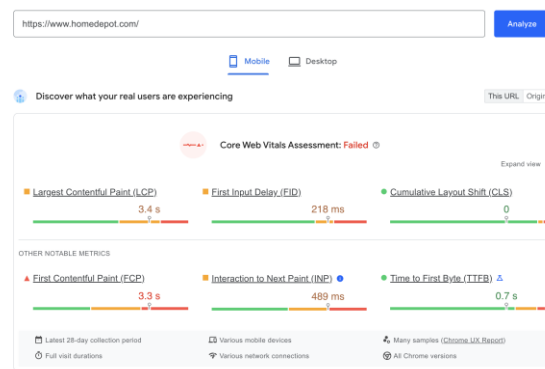 https://www.homedepot.com/
Analyze
Mobile
Desktop
Discover what your real users are experiencing
This URL
Origin
Core Web Vitals Assessment: Failed
Expand view
Largest Contentful Paint (LCP)
3.4 s
First Input Delay (FID)
218 ms
Cumulative Layout Shift (CLS)
0
OTHER NOTABLE METRICS
First Contentful Paint (FCP)
3.3 s
Interaction to Next Paint (INP)
489 ms
Time to First Byte (TTFB)
0.7 s
Latest 28-day collection period
Various mobile devices
Many samples (Chrome UX Report)
Full visit durations
Various network connections
All Chrome versions